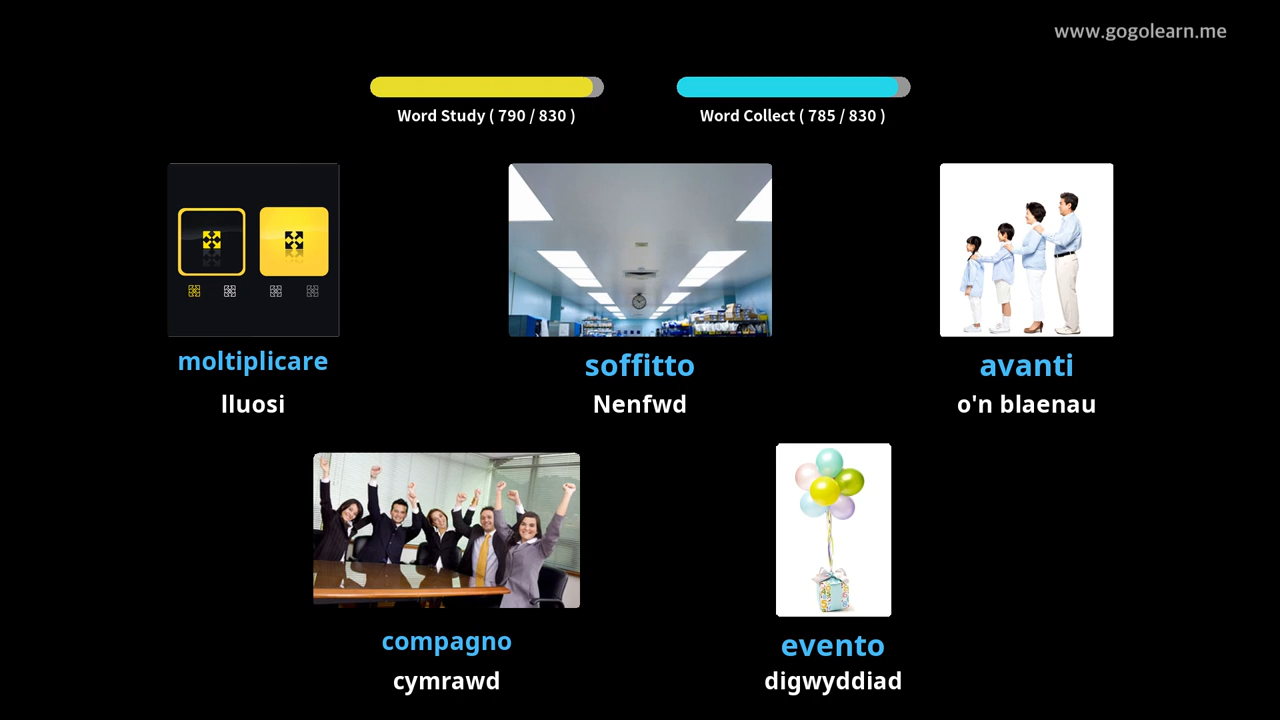 www.gogolearn.me
Word Study ( 790 / 830 )
Word Collect ( 785 / 830 )
moltiplicare
lluosi
soffitto
Nenfwd
avanti
o'n blaenau
compagno
cymrawd
evento
digwyddiad